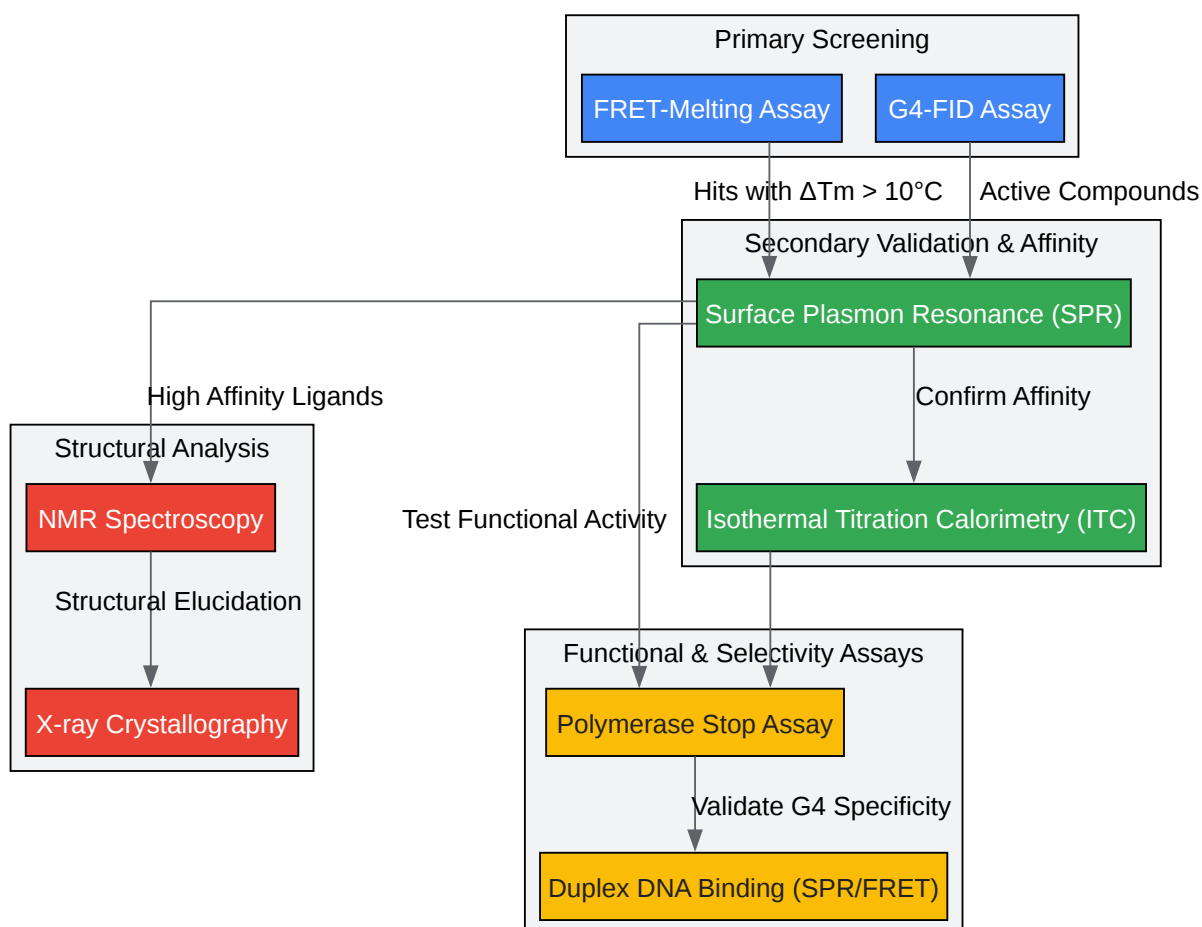 Primary Screening
FRET-Melting Assay
G4-FID Assay
Hits with ΔTm > 10°C
Active Compounds
Secondary Validation & Affinity
Surface Plasmon Resonance (SPR)
High Affinity Ligands
Confirm Affinity
Structural Analysis
NMR Spectroscopy
Test Functional Activity
Isothermal Titration Calorimetry (ITC)
Structural Elucidation
Functional & Selectivity Assays
X-ray Crystallography
Polymerase Stop Assay
Validate G4 Specificity
Duplex DNA Binding (SPR/FRET)